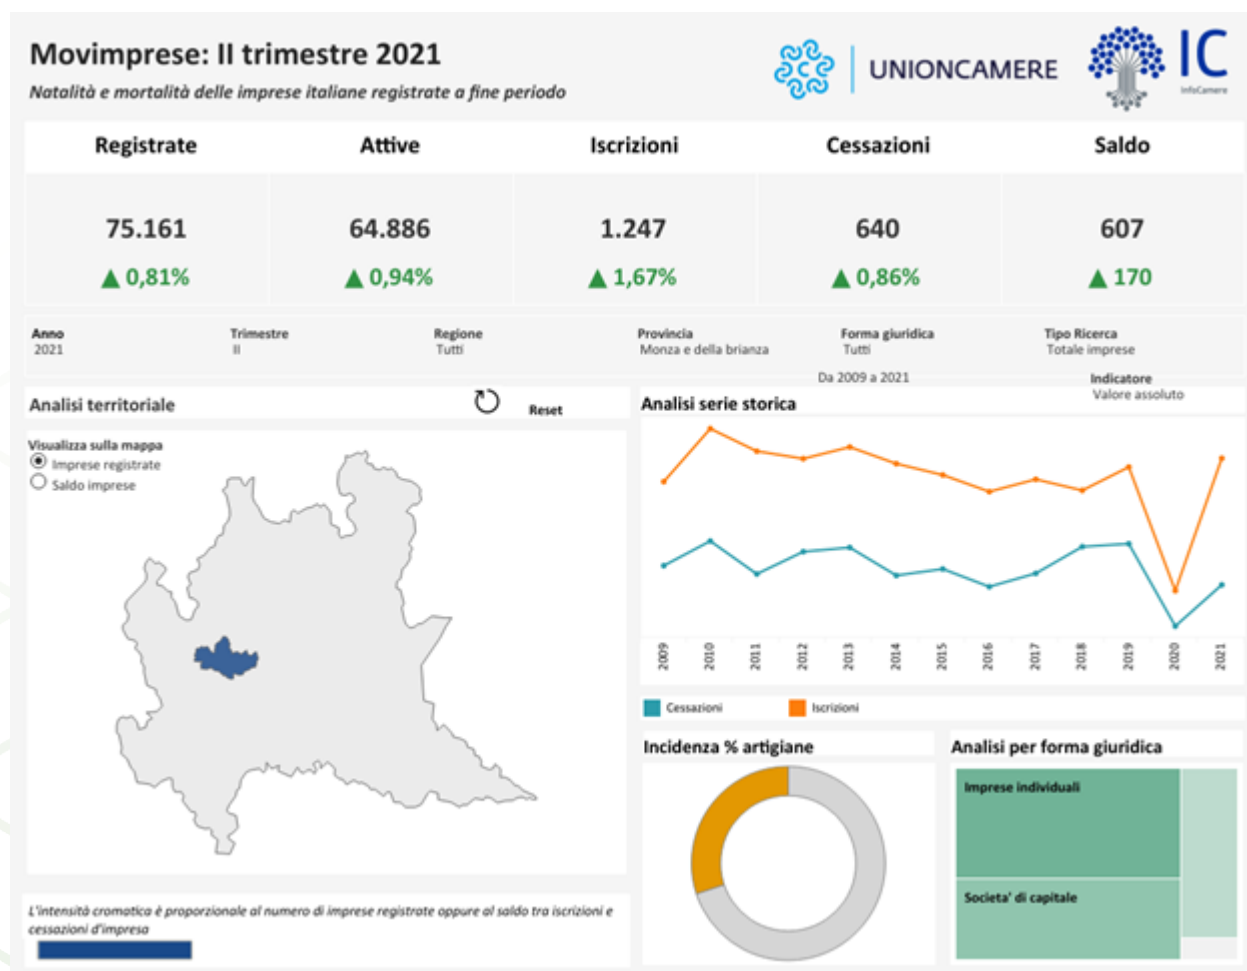 Movimprese: II trimestre 2021
Natalità e mortalità delle imprese italiane registrate a fine periodo
UNIONCAMERE
IC
InfoCamere
Registrate Attive Iscrizioni Cessazioni Saldo
75.161 64.886 1.247 640 607
▲ 0,81% ▲ 0,94% ▲ 1,67% ▲ 0,86% ▲ 170
Anno Trimestre Regione Provincia Forma giuridica Tipo Ricerca
2021 II Tutti Monza e della brianza Tutti Totale imprese
Da 2009 a 2021 Indicatore
Valore assoluto
Analisi territoriale Reset
Visualizza sulla mappa
Imprese registrate
Saldo imprese
L'intensità cromatica è proporzionale al numero di imprese registrate oppure al saldo tra iscrizioni e
cessazioni d'impresa
Analisi serie storica
2009 2010 2011 2012 2013 2014 2015 2016 2017 2018 2019 2020 2021
Cessazioni Iscrizioni
Incidenza % artigiane
Analisi per forma giuridica
Imprese individuali
Societa' di capitale